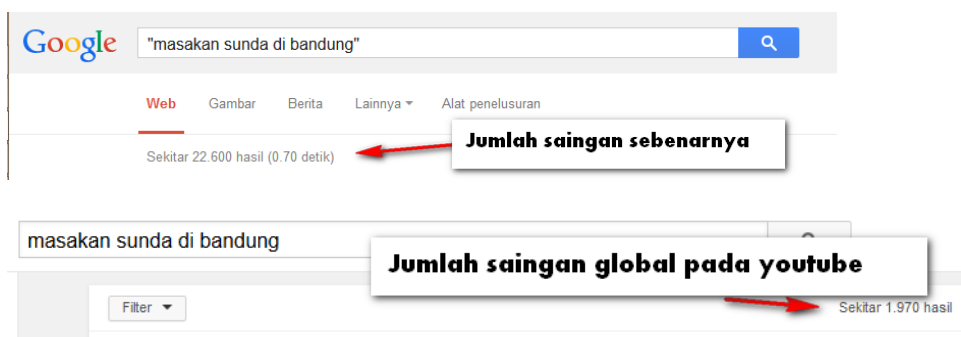 Google "masakan sunda di bandung"
Web Gambar Berita Lainnya Alat penelusuran
Jumlah saingan sebenarnya
Sekitar 22.600 hasil (0.70 detik)
masakan sunda di bandung
Jumlah saingan global pada youtube
Filter Sekitar 1.970 hasil